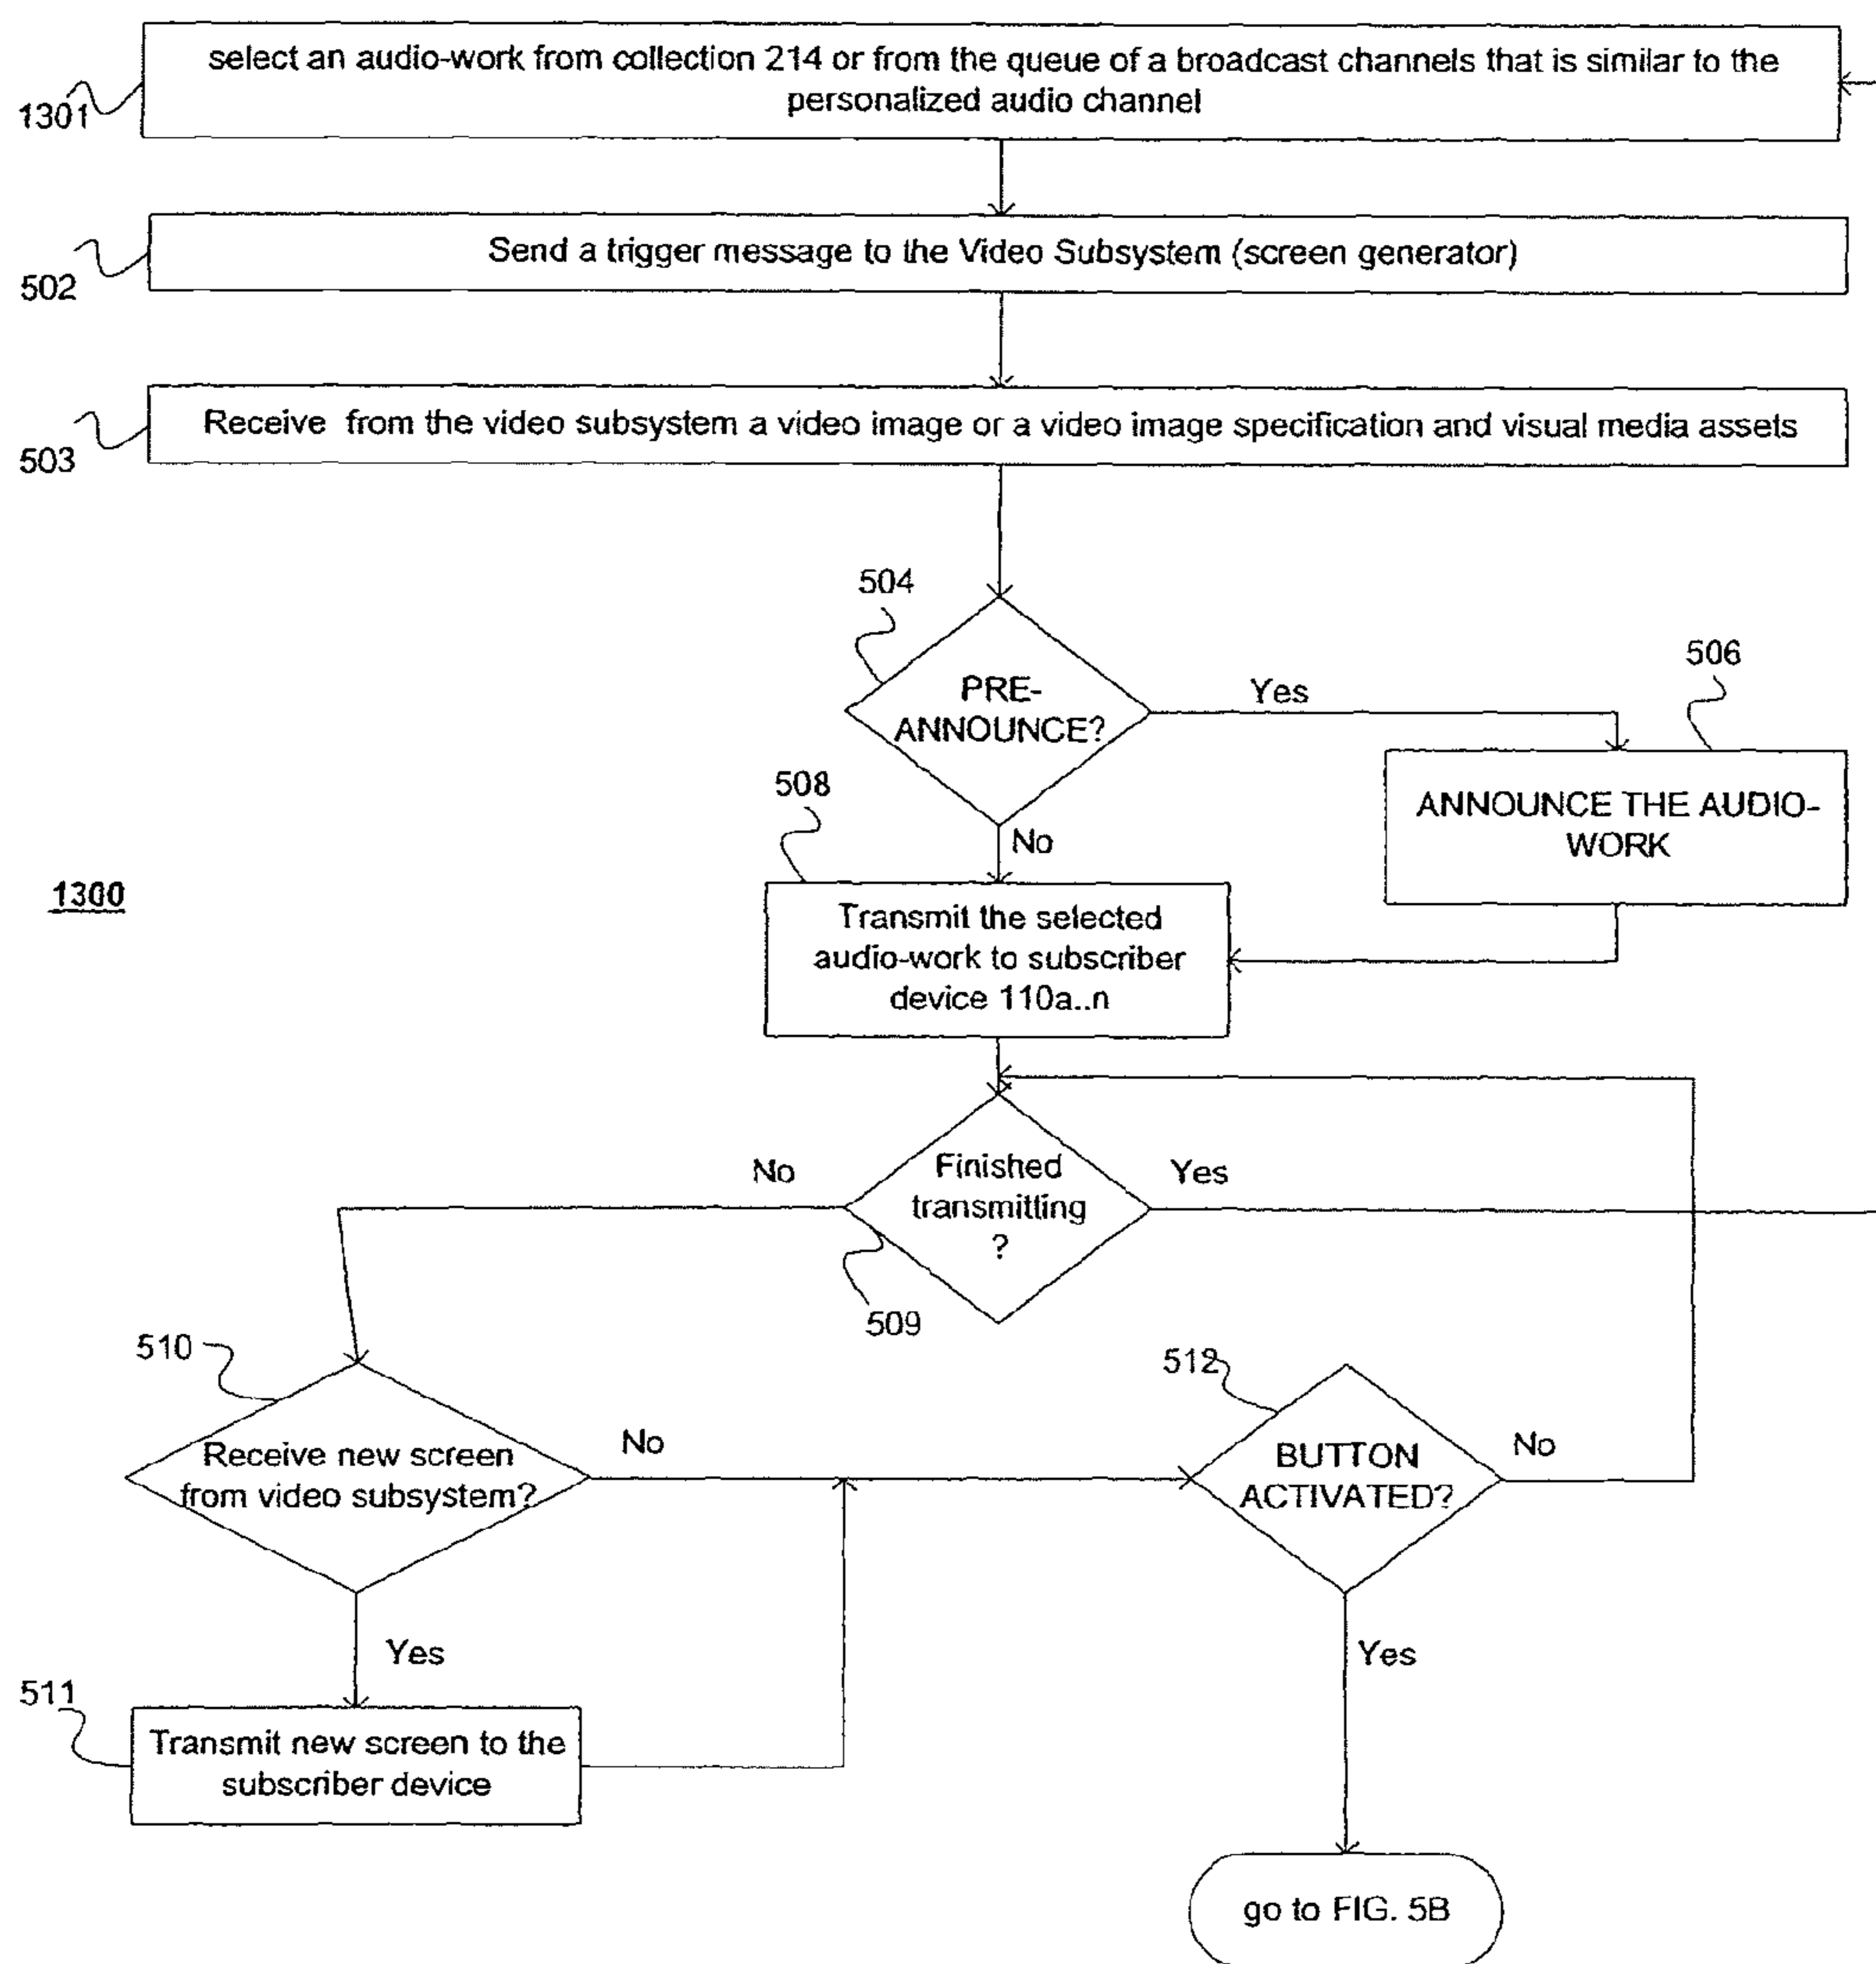 select an audio-work from collection 214 or from the queue of a broadcast channels that is similar to the
personalized audio channel
1301
Send a trigger message to the Video Subsystem (screen generator)
502
Receive from the video subsystem a video image or a video image specification and visual media assets
503
504
PRE-
ANNOUNCE?
Yes
506
ANNOUNCE THE AUDIO-
WORK
No
508
Transmit the selected
audio-work to subscriber
device 110a..n
1300
Finished
transmitting
?
No
Yes
509
510
Receive new screen
from video subsystem?
No
512
BUTTON
ACTIVATED?
No
Yes
Yes
511
Transmit new screen to the
subscriber device
go to FIG. 5B